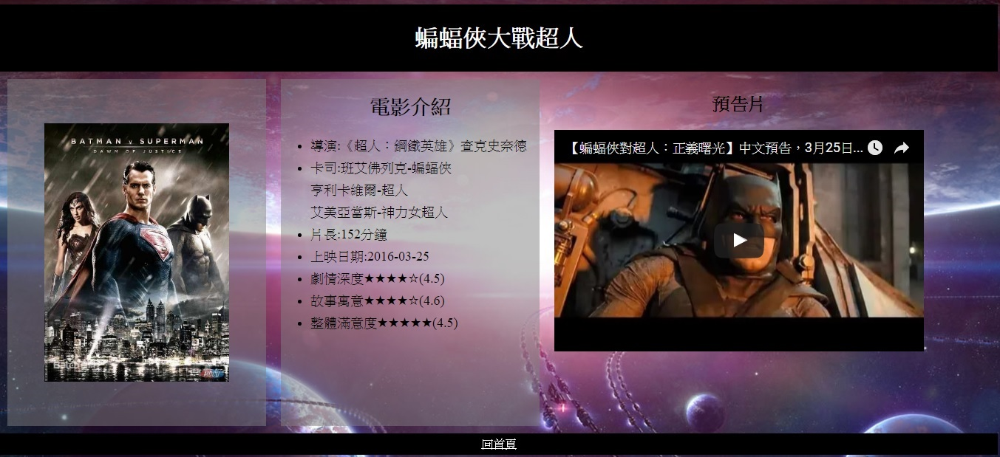 蝙蝠俠大戰超人
BATMAN v SUPERMAN
DAWN OF JUSTICE
電影介紹
導演:《超人：鋼鐵英雄》查克史奈德
卡司:班艾佛列克-蝙蝠俠
亨利卡維爾-超人
艾美亞當斯-神力女超人
片長:152分鐘
上映日期:2016-03-25
劇情深度★★★★☆(4.5)
故事寓意★★★★☆(4.6)
整體滿意度★★★★★(4.5)
預告片
【蝙蝠俠對超人：正義曙光】中文預告，3月25日...
回首頁